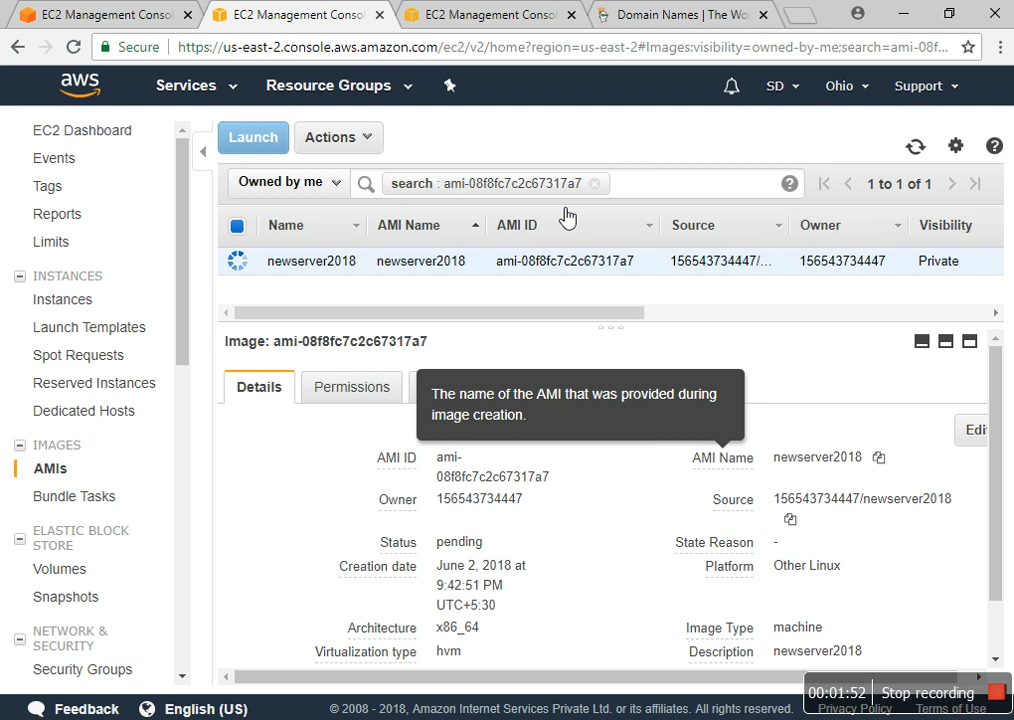 EC2 Management Conso
EC2 Management Conso
EC2 Management Conso
Domain Names | The Wo
Secure https://us-east-2.console.aws.amazon.com/ec2/v2/home?region=us-east-2#Images:visibility=owned-by-me;search=ami-08f...
aws Services Resource Groups SD Ohio Support
EC2 Dashboard
Events
Tags
Reports
Limits
INSTANCES
Instances
Launch Templates
Spot Requests
Reserved Instances
Dedicated Hosts
IMAGES
AMIs
Bundle Tasks
ELASTIC BLOCK
STORE
Volumes
Snapshots
NETWORK &
SECURITY
Security Groups
Launch Actions
Owned by me search : ami-08f8fc7c2c67317a7 1 to 1 of 1
Name AMI Name AMI ID Source Owner Visibility
newserver2018 newserver2018 ami-08f8fc7c2c67317a7 156543734447/... 156543734447 Private
Image: ami-08f8fc7c2c67317a7
Details Permissions
The name of the AMI that was provided during
image creation.
Edi
AMI ID ami-
08f8fc7c2c67317a7
AMI Name newserver2018
Owner 156543734447
Source 156543734447/newserver2018
Status pending
State Reason -
Creation date June 2, 2018 at
9:42:51 PM
UTC+5:30
Platform Other Linux
Architecture x86_64
Image Type machine
Virtualization type hvm
Description newserver2018
00:01:52 Stop recording
Feedback English (US) © 2008 - 2018, Amazon Internet Services Private Ltd. or its affiliates. All rights reserved. Privacy Policy Terms of Use